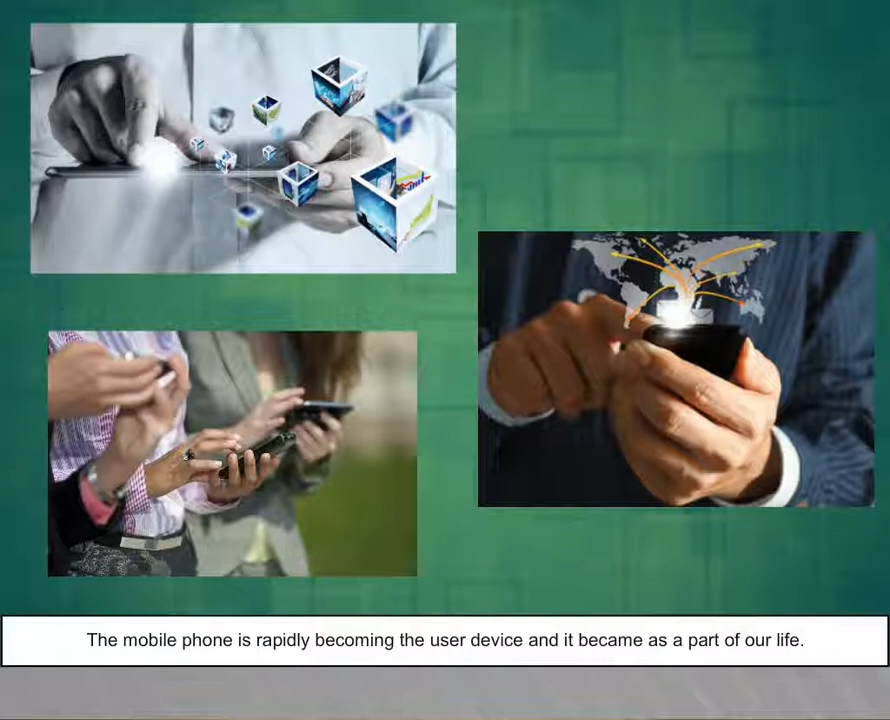 The mobile phone is rapidly becoming the user device and it became as a part of our life.